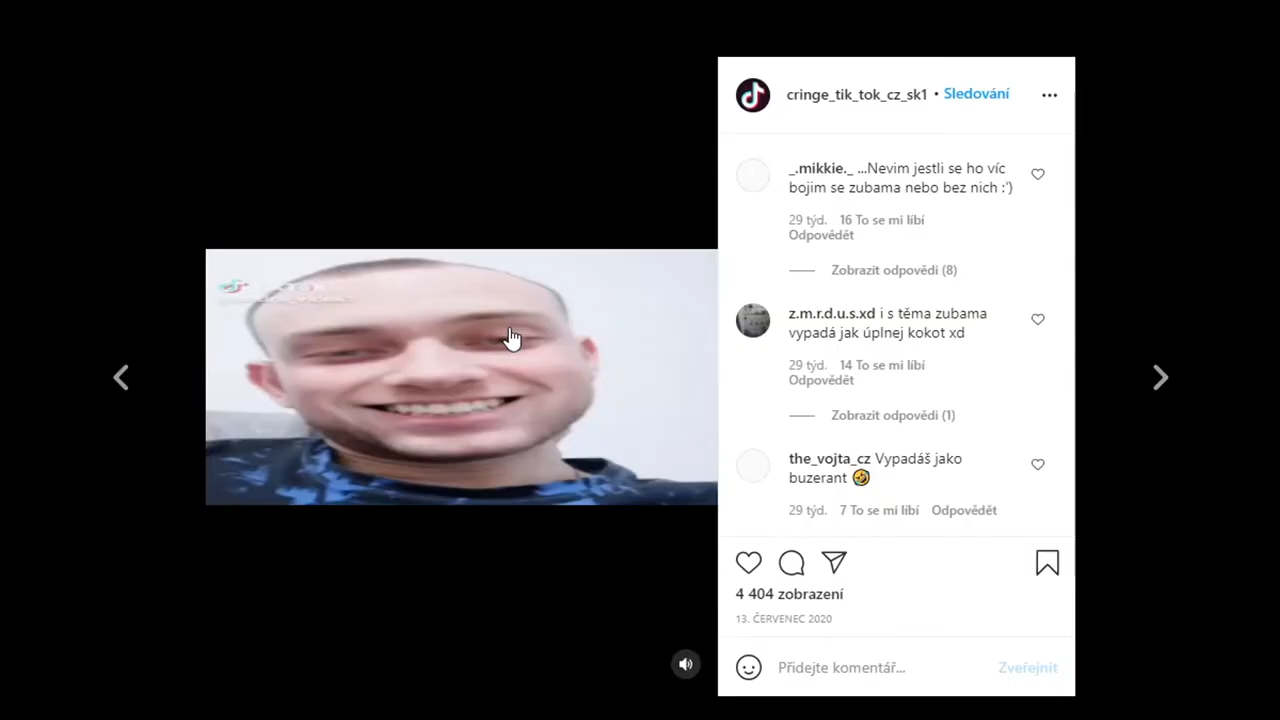 cringe_tik_tok_cz_sk1 • Sledování
_.mikkie._ ...Nevim jestli se ho víc
bojim se zubama nebo bez nich :')
29 týd. 16 To se mi líbí
Odpovědět
Zobrazit odpovědi (8)
z.m.r.d.u.s.xd i s těma zubama
vypadá jak úplnej kokot xd
29 týd. 14 To se mi líbí
Odpovědět
Zobrazit odpovědi (1)
the_vojta_cz Vypadáš jako
buzerant 🤣
29 týd. 7 To se mi líbí Odpovědět
4 404 zobrazení
13. ČERVENEC 2020
Přidejte komentář... Zveřejnit